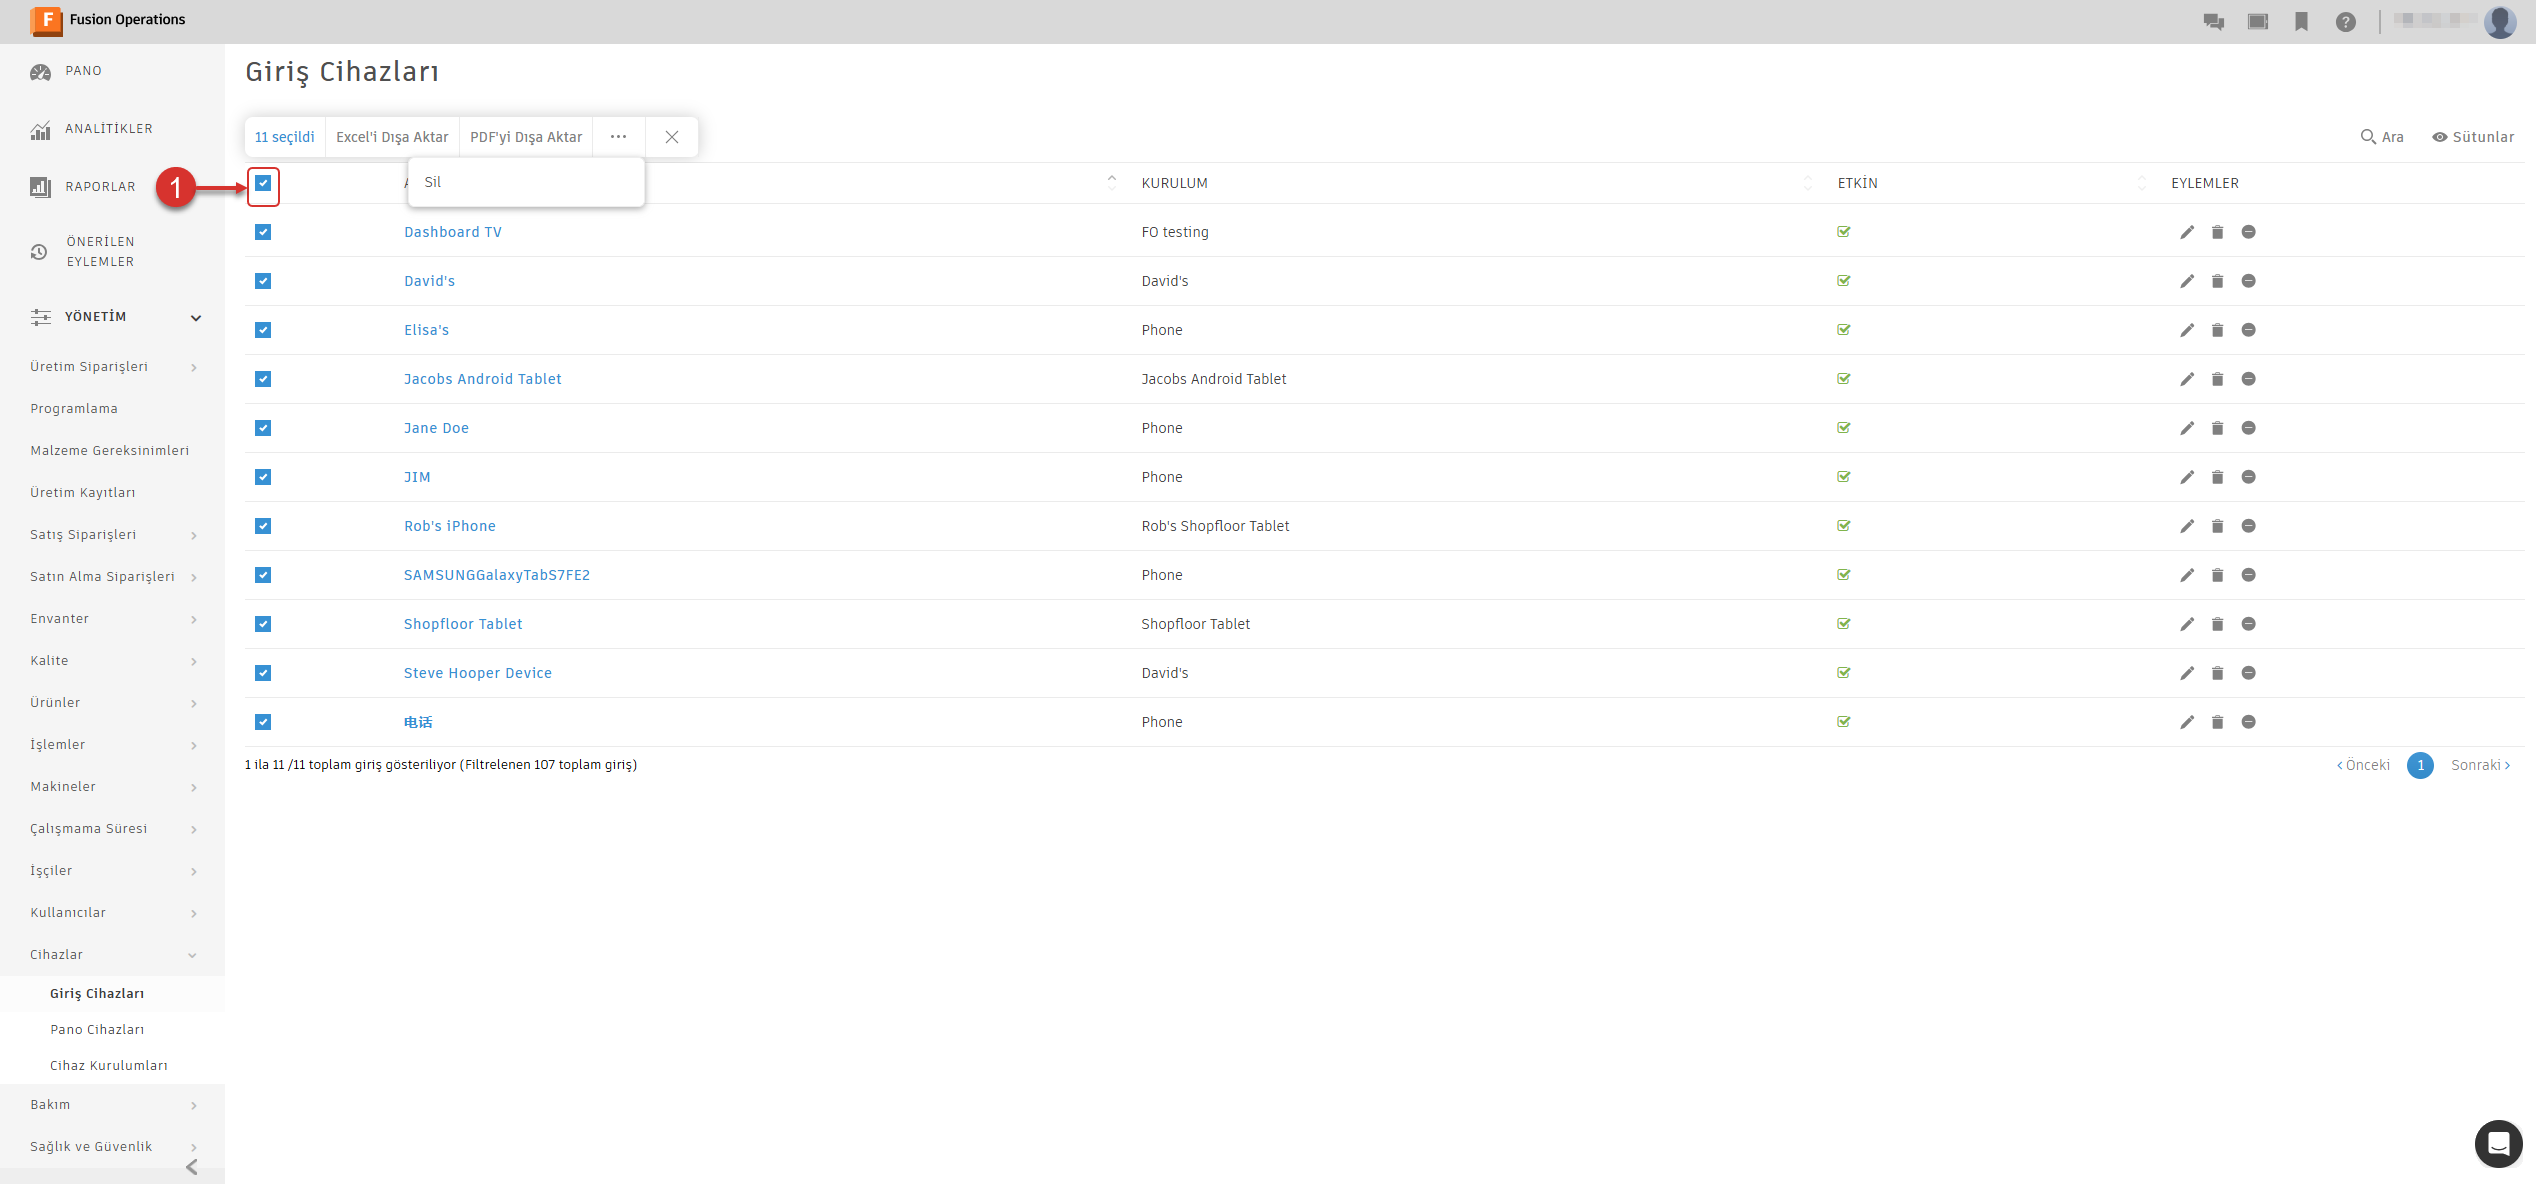 F Fusion Operations
PANO
ANALİTİKLER
RAPORLAR
ÖNERİLEN
EYLEMLER
YÖNETİM
Üretim Siparişleri
Programlama
Malzeme Gereksinimleri
Üretim Kayıtları
Satış Siparişleri
Satın Alma Siparişleri
Envanter
Kalite
Ürünler
İşlemler
Makineler
Çalışmama Süresi
İşçiler
Kullanıcılar
Cihazlar
Giriş Cihazları
Pano Cihazları
Cihaz Kurulumları
Bakım
Sağlık ve Güvenlik
Giriş Cihazları
11 seçildi Excel'i Dışa Aktar PDF'yi Dışa Aktar ...
Ara Sütunlar
Sil
1
KURULUM ETKİN EYLEMLER
Dashboard TV FO testing
David's David's
Elisa's Phone
Jacobs Android Tablet Jacobs Android Tablet
Jane Doe Phone
JIM Phone
Rob's iPhone Rob's Shopfloor Tablet
SAMSUNGGalaxyTabS7FE2 Phone
Shopfloor Tablet Shopfloor Tablet
Steve Hooper Device David's
电话 Phone
1 ila 11 /11 toplam giriş gösteriliyor (Filtrelenen 107 toplam giriş)
< Önceki 1 Sonraki >